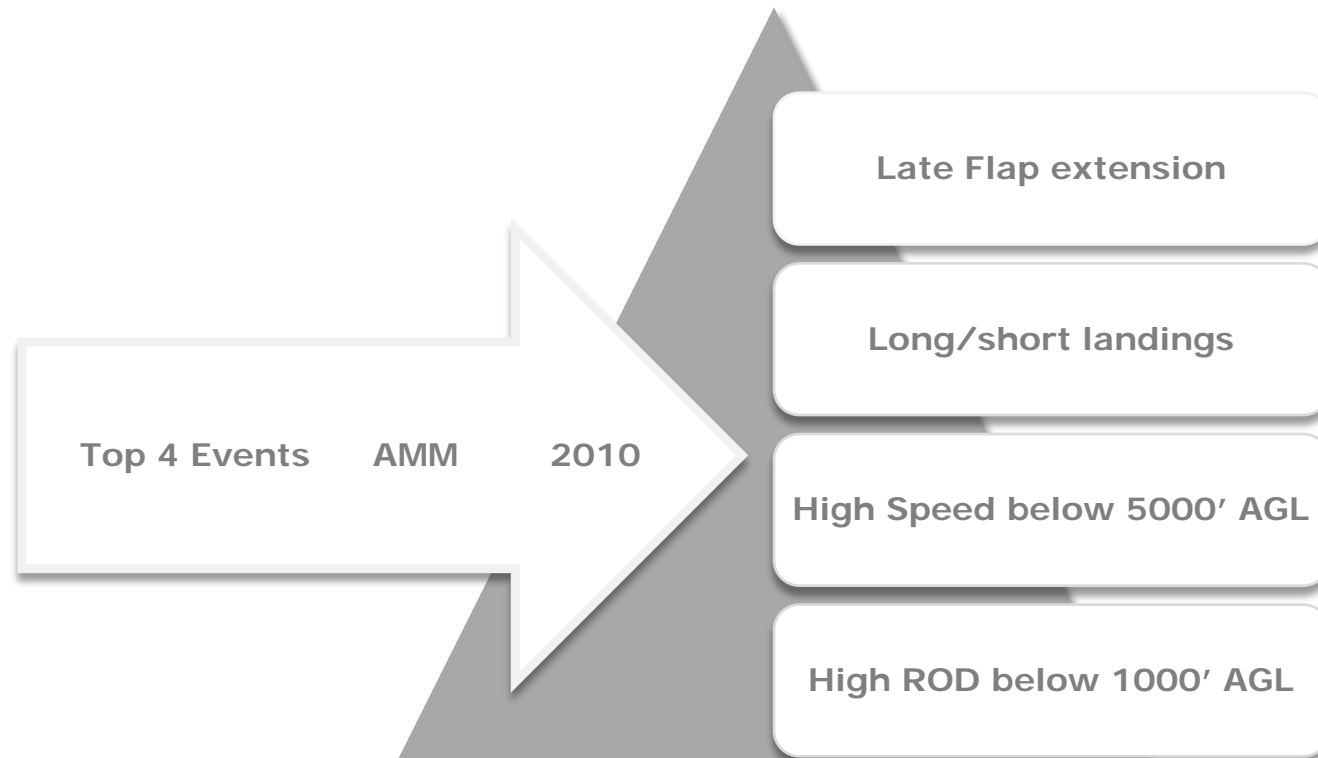 Top 4 Events AMM 2010
Late Flap extension
Long/short landings
High Speed below 5000’ AGL
High ROD below 1000’ AGL